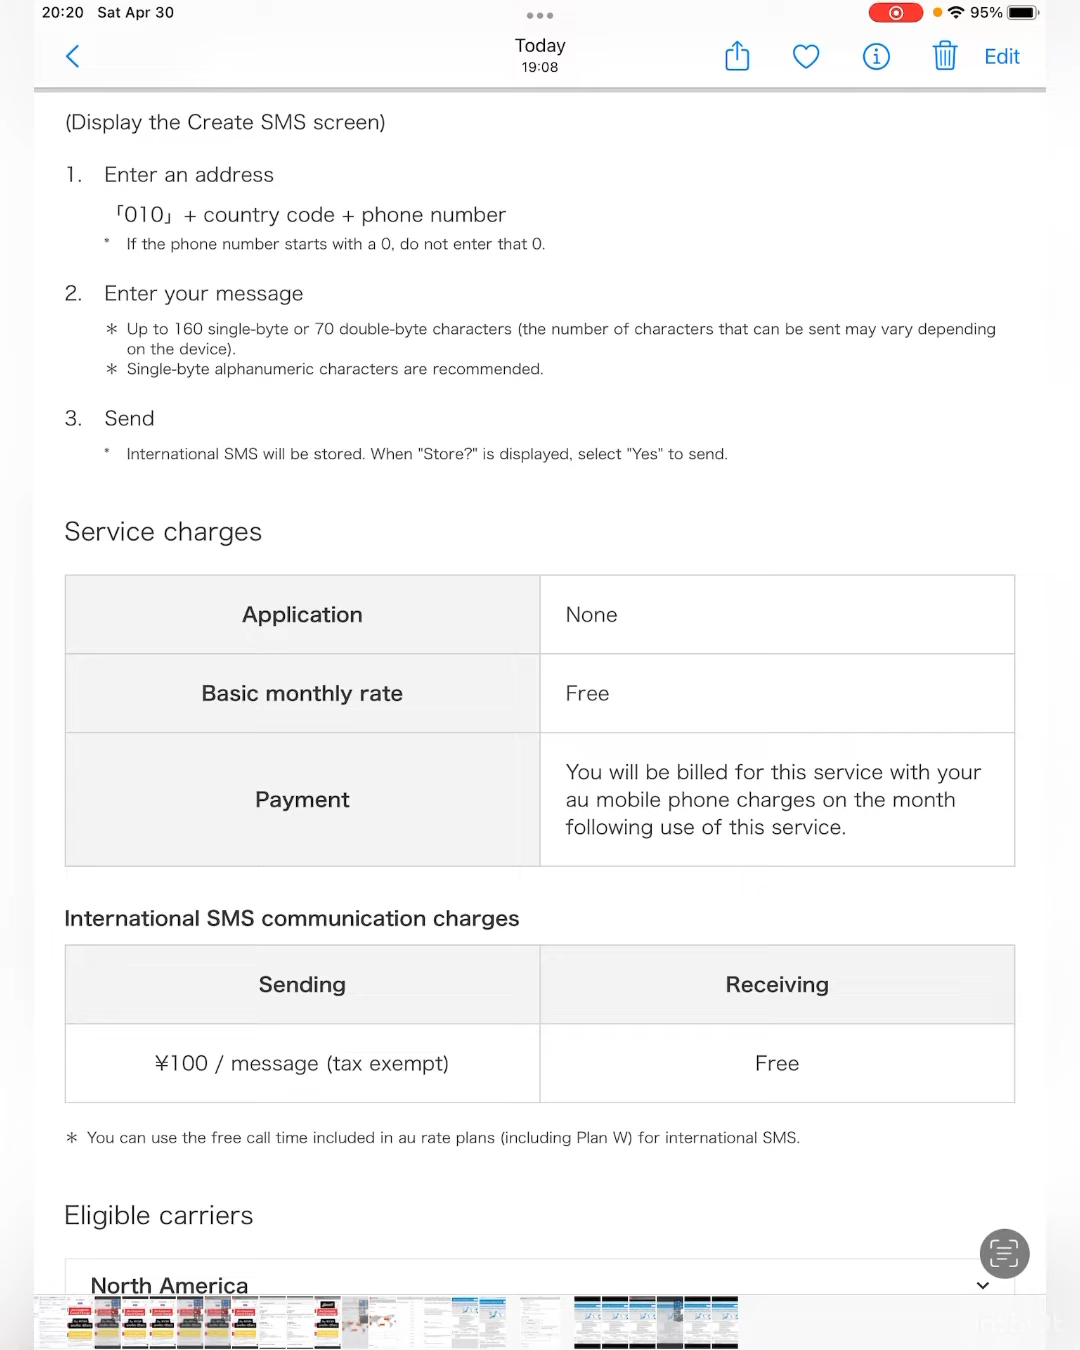 20:20 Sat Apr 30
95%
Today
19:08
Edit
(Display the Create SMS screen)
1. Enter an address
「010」 + country code + phone number
* If the phone number starts with a 0, do not enter that 0.
2. Enter your message
＊ Up to 160 single-byte or 70 double-byte characters (the number of characters that can be sent may vary depending
on the device).
＊ Single-byte alphanumeric characters are recommended.
3. Send
* International SMS will be stored. When "Store?" is displayed, select "Yes" to send.
Service charges
Application None
Basic monthly rate Free
Payment You will be billed for this service with your
au mobile phone charges on the month
following use of this service.
International SMS communication charges
Sending Receiving
¥100 / message (tax exempt) Free
＊ You can use the free call time included in au rate plans (including Plan W) for international SMS.
Eligible carriers
North America